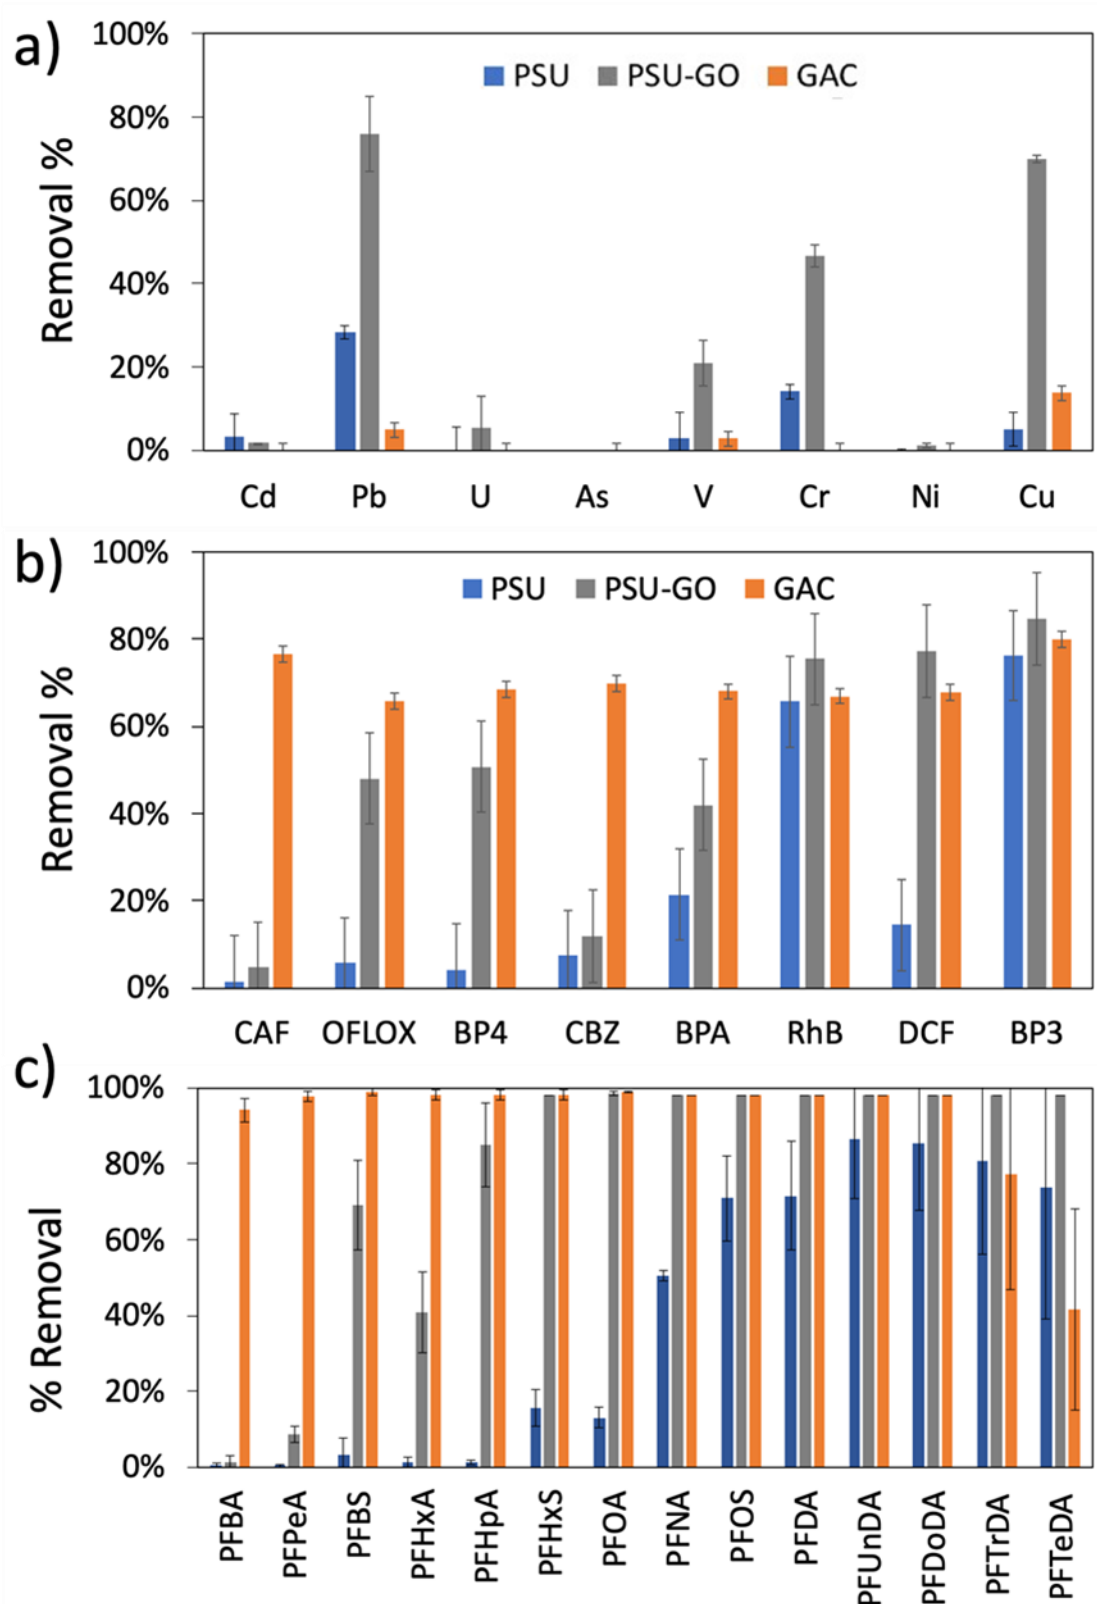 a)
Removal %
100%
80%
60%
40%
20%
0%
PSU PSU-GO GAC
Cd Pb U As V Cr Ni Cu
b)
Removal %
100%
80%
60%
40%
20%
0%
PSU PSU-GO GAC
CAF OFLOX BP4 CBZ BPA RhB DCF BP3
c)
% Removal
100%
80%
60%
40%
20%
0%
PFBA PFPeA PFBS PFHxA PFHpA PFHxS PFOA PFNA PFOS PFDA PFUnDA PFDoDA PFTrDA PFTeDA